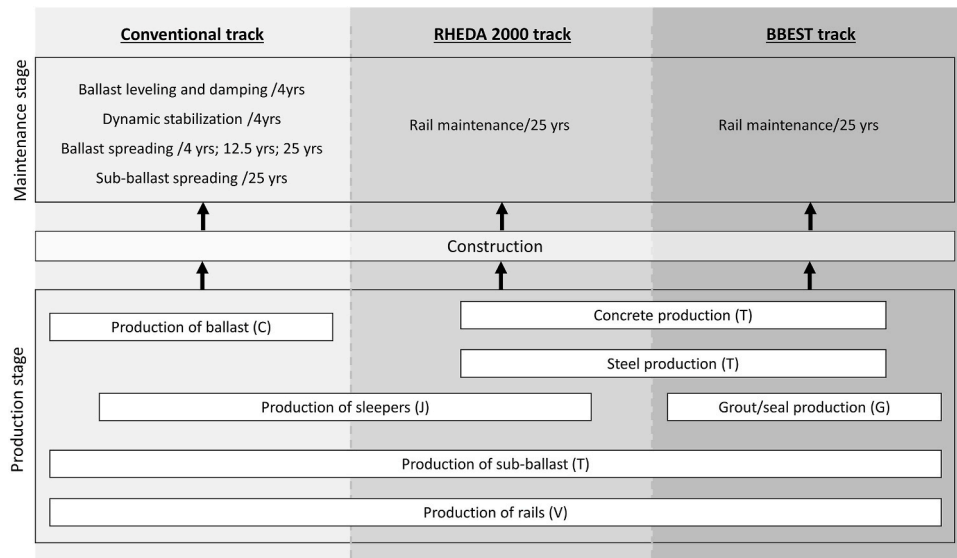 Conventional track
RHEDA 2000 track
BBEST track
Maintenance stage
Ballast leveling and damping /4yrs
Dynamic stabilization /4yrs
Ballast spreading /4 yrs; 12.5 yrs; 25 yrs
Sub-ballast spreading /25 yrs
Rail maintenance/25 yrs
Rail maintenance/25 yrs
Construction
Production stage
Production of ballast (C)
Concrete production (T)
Steel production (T)
Production of sleepers (J)
Grout/seal production (G)
Production of sub-ballast (T)
Production of rails (V)